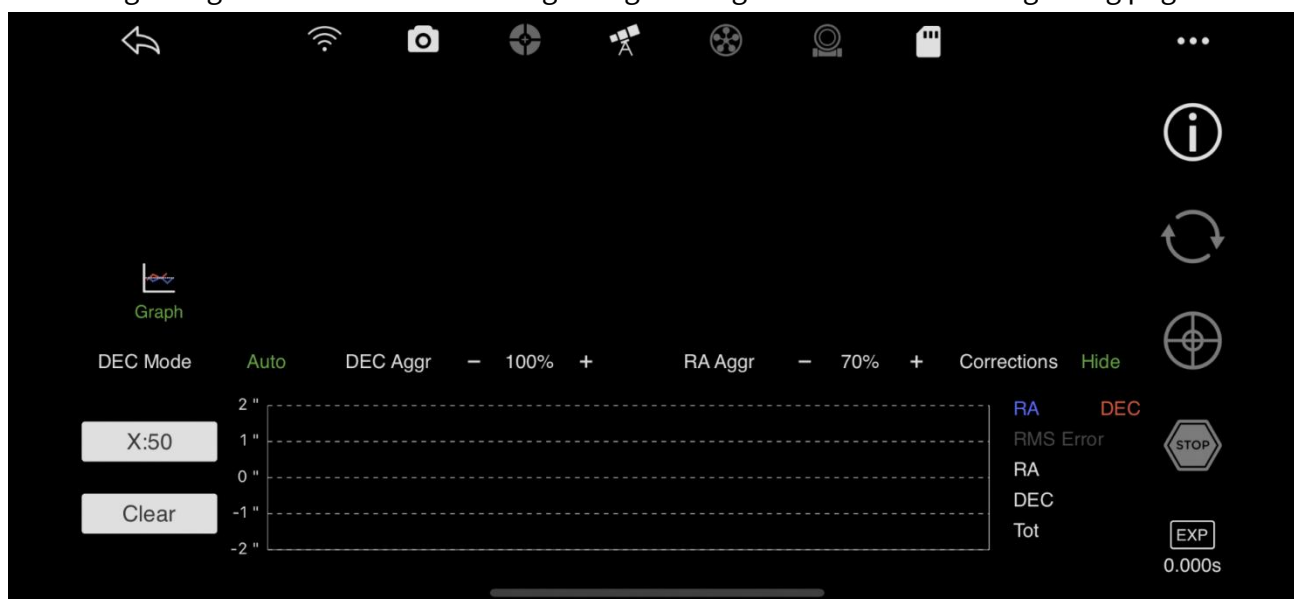 Graph
DEC Mode Auto DEC Aggr − 100% + RA Aggr − 70% + Corrections Hide
2 "
1 "
0 "
-1 "
-2 "
X:50
Clear
RA DEC
RMS Error
RA
DEC
Tot
STOP
EXP
0.000s